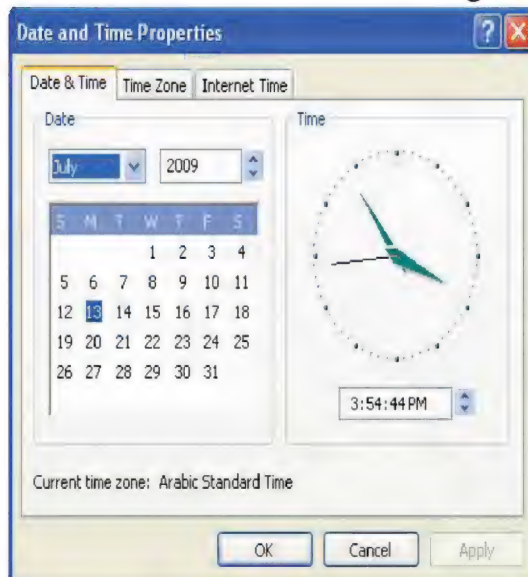 Date and Time Properties
Date & Time Time Zone Internet Time
Date
July 2009
S M T W T F S
1 2 3 4
5 6 7 8 9 10 11
12 13 14 15 16 17 18
19 20 21 22 23 24 25
26 27 28 29 30 31
Time
3:54:44 PM
Current time zone: Arabic Standard Time
OK Cancel Apply